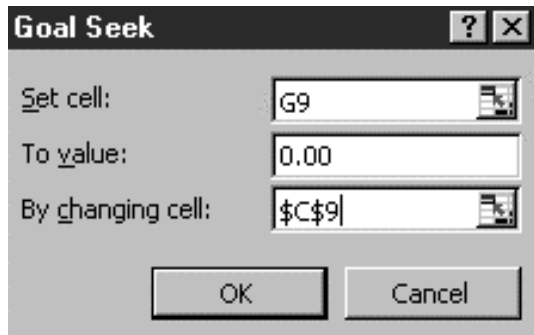 Goal Seek ? X
Set cell: G9
To value: 0.00
By changing cell: $C$9
OK Cancel